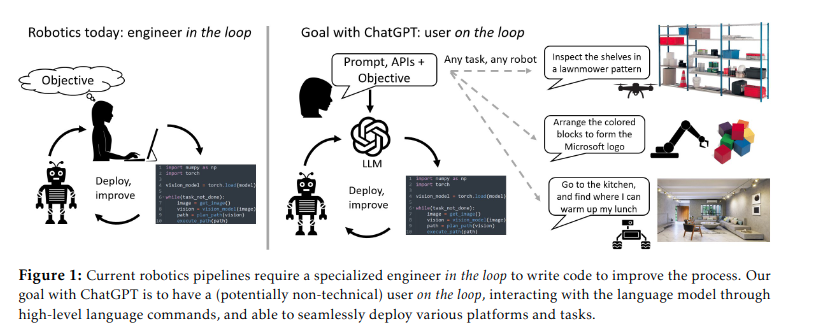 Robotics today: engineer in the loop
Objective
Deploy,
improve
import numpy as np
import torch
vision_model = torch.load(model)
while(task_not_done):
image = get_image()
vision = vision_model(image)
path = plan_path(vision)
execute_path(path)
Goal with ChatGPT: user on the loop
Prompt, APIs +
Objective
Any task, any robot
LLM
Deploy,
improve
import numpy as np
import torch
vision_model = torch.load(model)
while(task_not_done):
image = get_image()
vision = vision_model(image)
path = plan_path(vision)
execute_path(path)
Inspect the shelves in
a lawnmower pattern
Arrange the colored
blocks to form the
Microsoft logo
Go to the kitchen,
and find where I can
warm up my lunch
Figure 1: Current robotics pipelines require a specialized engineer in the loop to write code to improve the process. Our
goal with ChatGPT is to have a (potentially non-technical) user on the loop, interacting with the language model through
high-level language commands, and able to seamlessly deploy various platforms and tasks.